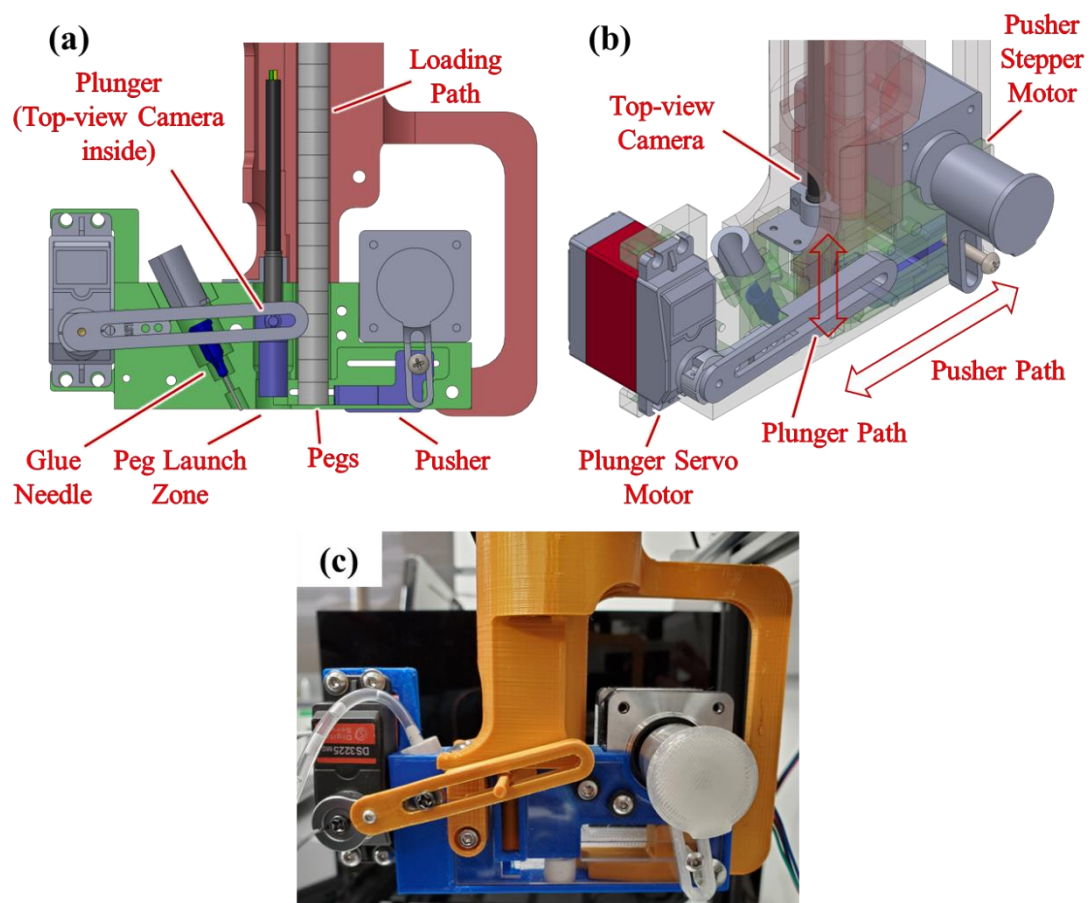 (a)
Plunger
(Top-view Camera
inside)
Loading
Path
Glue
Needle
Peg Launch
Zone
Pegs
Pusher
(b)
Pusher
Stepper
Motor
Top-view
Camera
Pusher Path
Plunger Path
Plunger Servo
Motor
(c)
DS3225MG